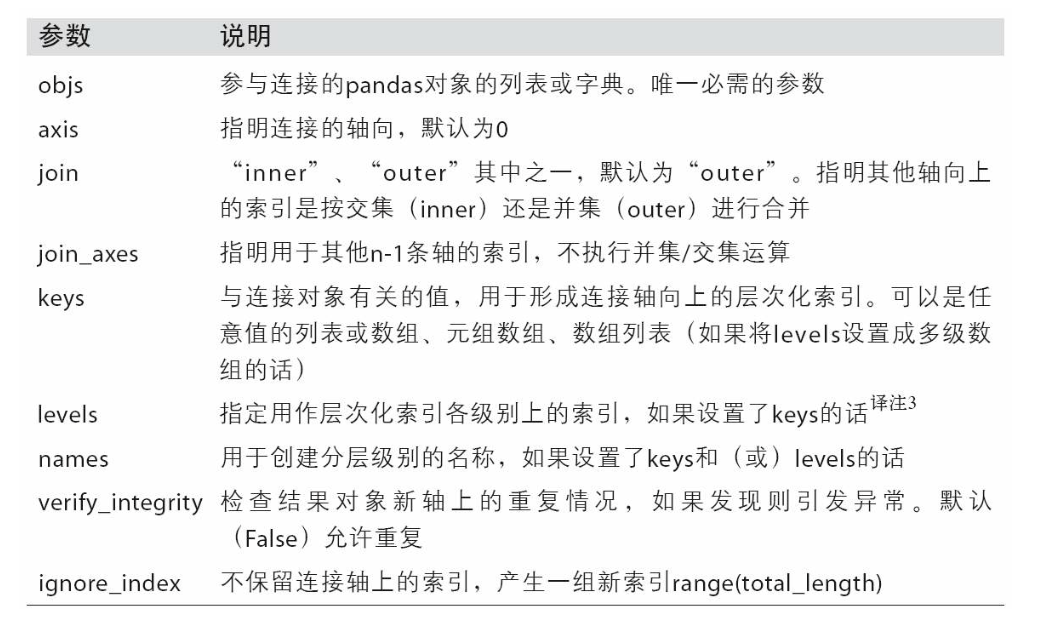 参数 说明
objs 参与连接的pandas对象的列表或字典。唯一必需的参数
axis 指明连接的轴向，默认为0
join “inner”、“outer”其中之一，默认为“outer”。指明其他轴向上
的索引是按交集（inner）还是并集（outer）进行合并
join_axes 指明用于其他n-1条轴的索引，不执行并集/交集运算
keys 与连接对象有关的值，用于形成连接轴向上的层次化索引。可以是任
意值的列表或数组、元组数组、数组列表（如果将levels设置成多级数
组的话）
levels 指定用作层次化索引各级别上的索引，如果设置了keys的话译注3
names 用于创建分层级别的名称，如果设置了keys和（或）levels的话
verify_integrity 检查结果对象新轴上的重复情况，如果发现则引发异常。默认
（False）允许重复
ignore_index 不保留连接轴上的索引，产生一组新索引range(total_length)